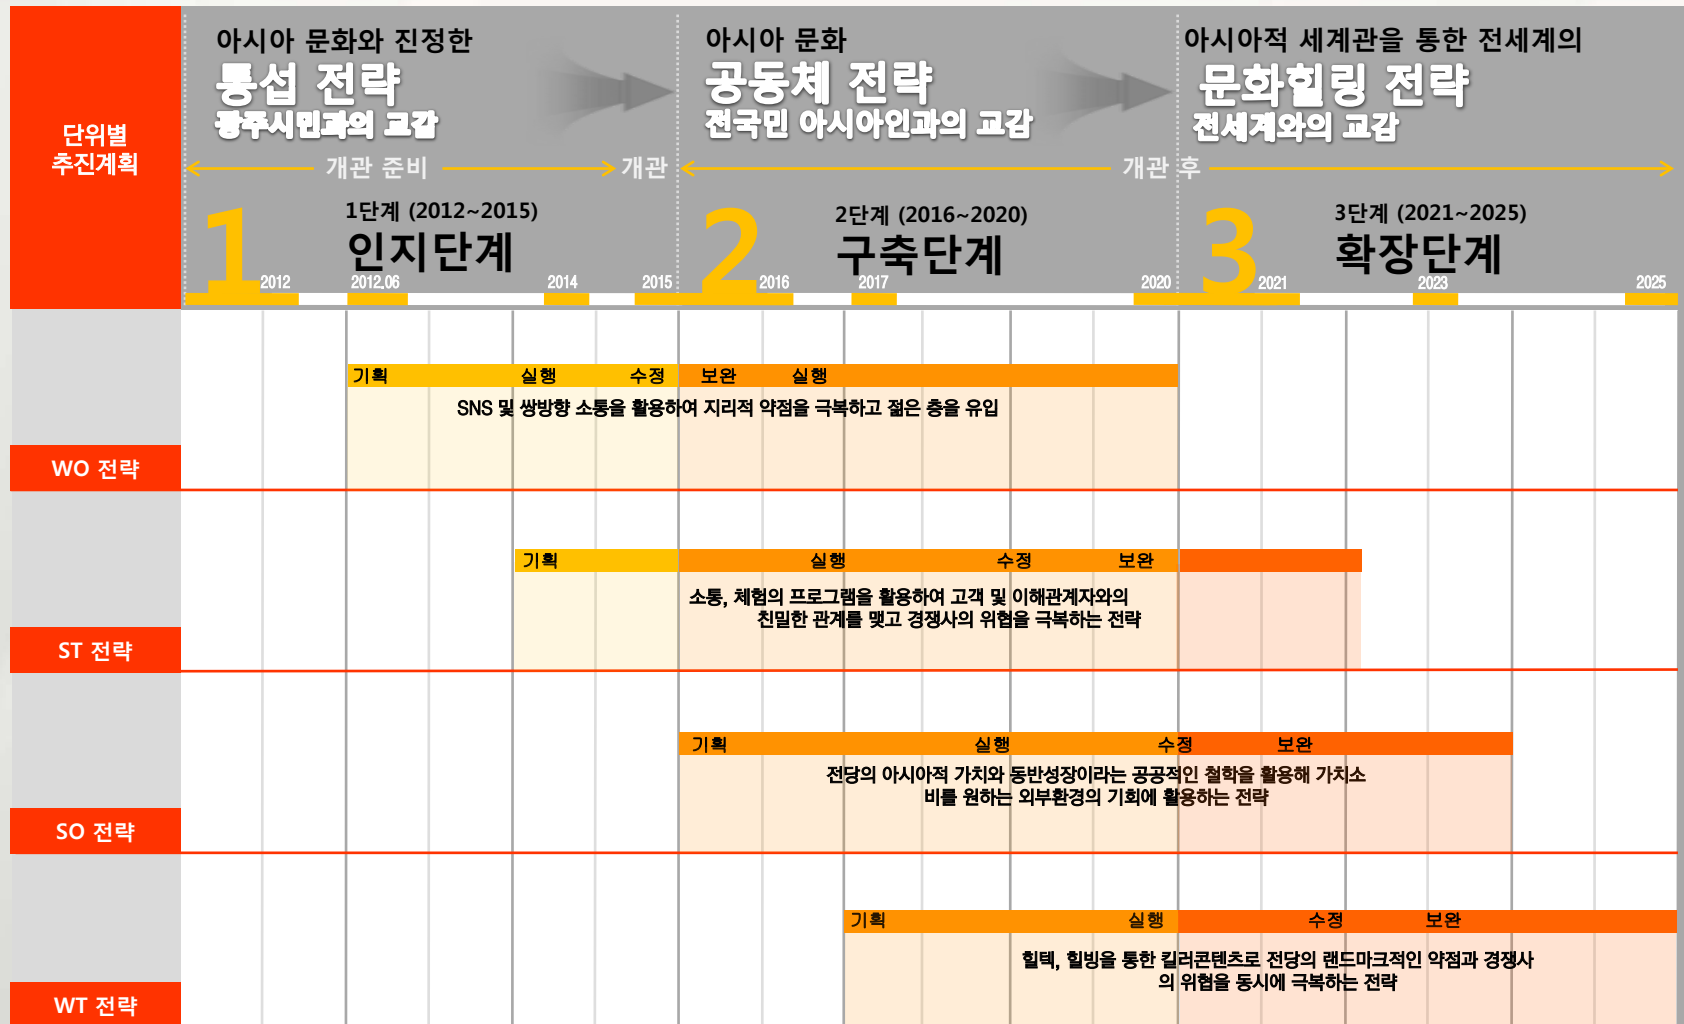 단위별
추진계획
아시아 문화와 진정한
통섭 전략
광주시민과의 교감
아시아 문화
공동체 전략
전국민 아시아인과의 교감
아시아적 세계관을 통한 전세계의
문화힐링 전략
전세계와의 교감
개관 준비
개관
개관 후
1
1단계 (2012~2015)
인지단계
2
2단계 (2016~2020)
구축단계
3
3단계 (2021~2025)
확장단계
2012
2012.06
2014
2015
2016
2017
2020
2021
2023
2025
기획 실행 수정 보완 실행
SNS 및 쌍방향 소통을 활용하여 지리적 약점을 극복하고 젊은 층을 유입
WO 전략
기획 실행 수정 보완
소통, 체험의 프로그램을 활용하여 고객 및 이해관계자와의
친밀한 관계를 맺고 경쟁사의 위협을 극복하는 전략
ST 전략
기획 실행 수정 보완
전당의 아시아적 가치와 동반성장이라는 공공적인 철학을 활용해 가치소
비를 원하는 외부환경의 기회에 활용하는 전략
SO 전략
기획 실행 수정 보완
힐텍, 힐빙을 통한 킬러콘텐츠로 전당의 랜드마크적인 약점과 경쟁사
의 위협을 동시에 극복하는 전략
WT 전략